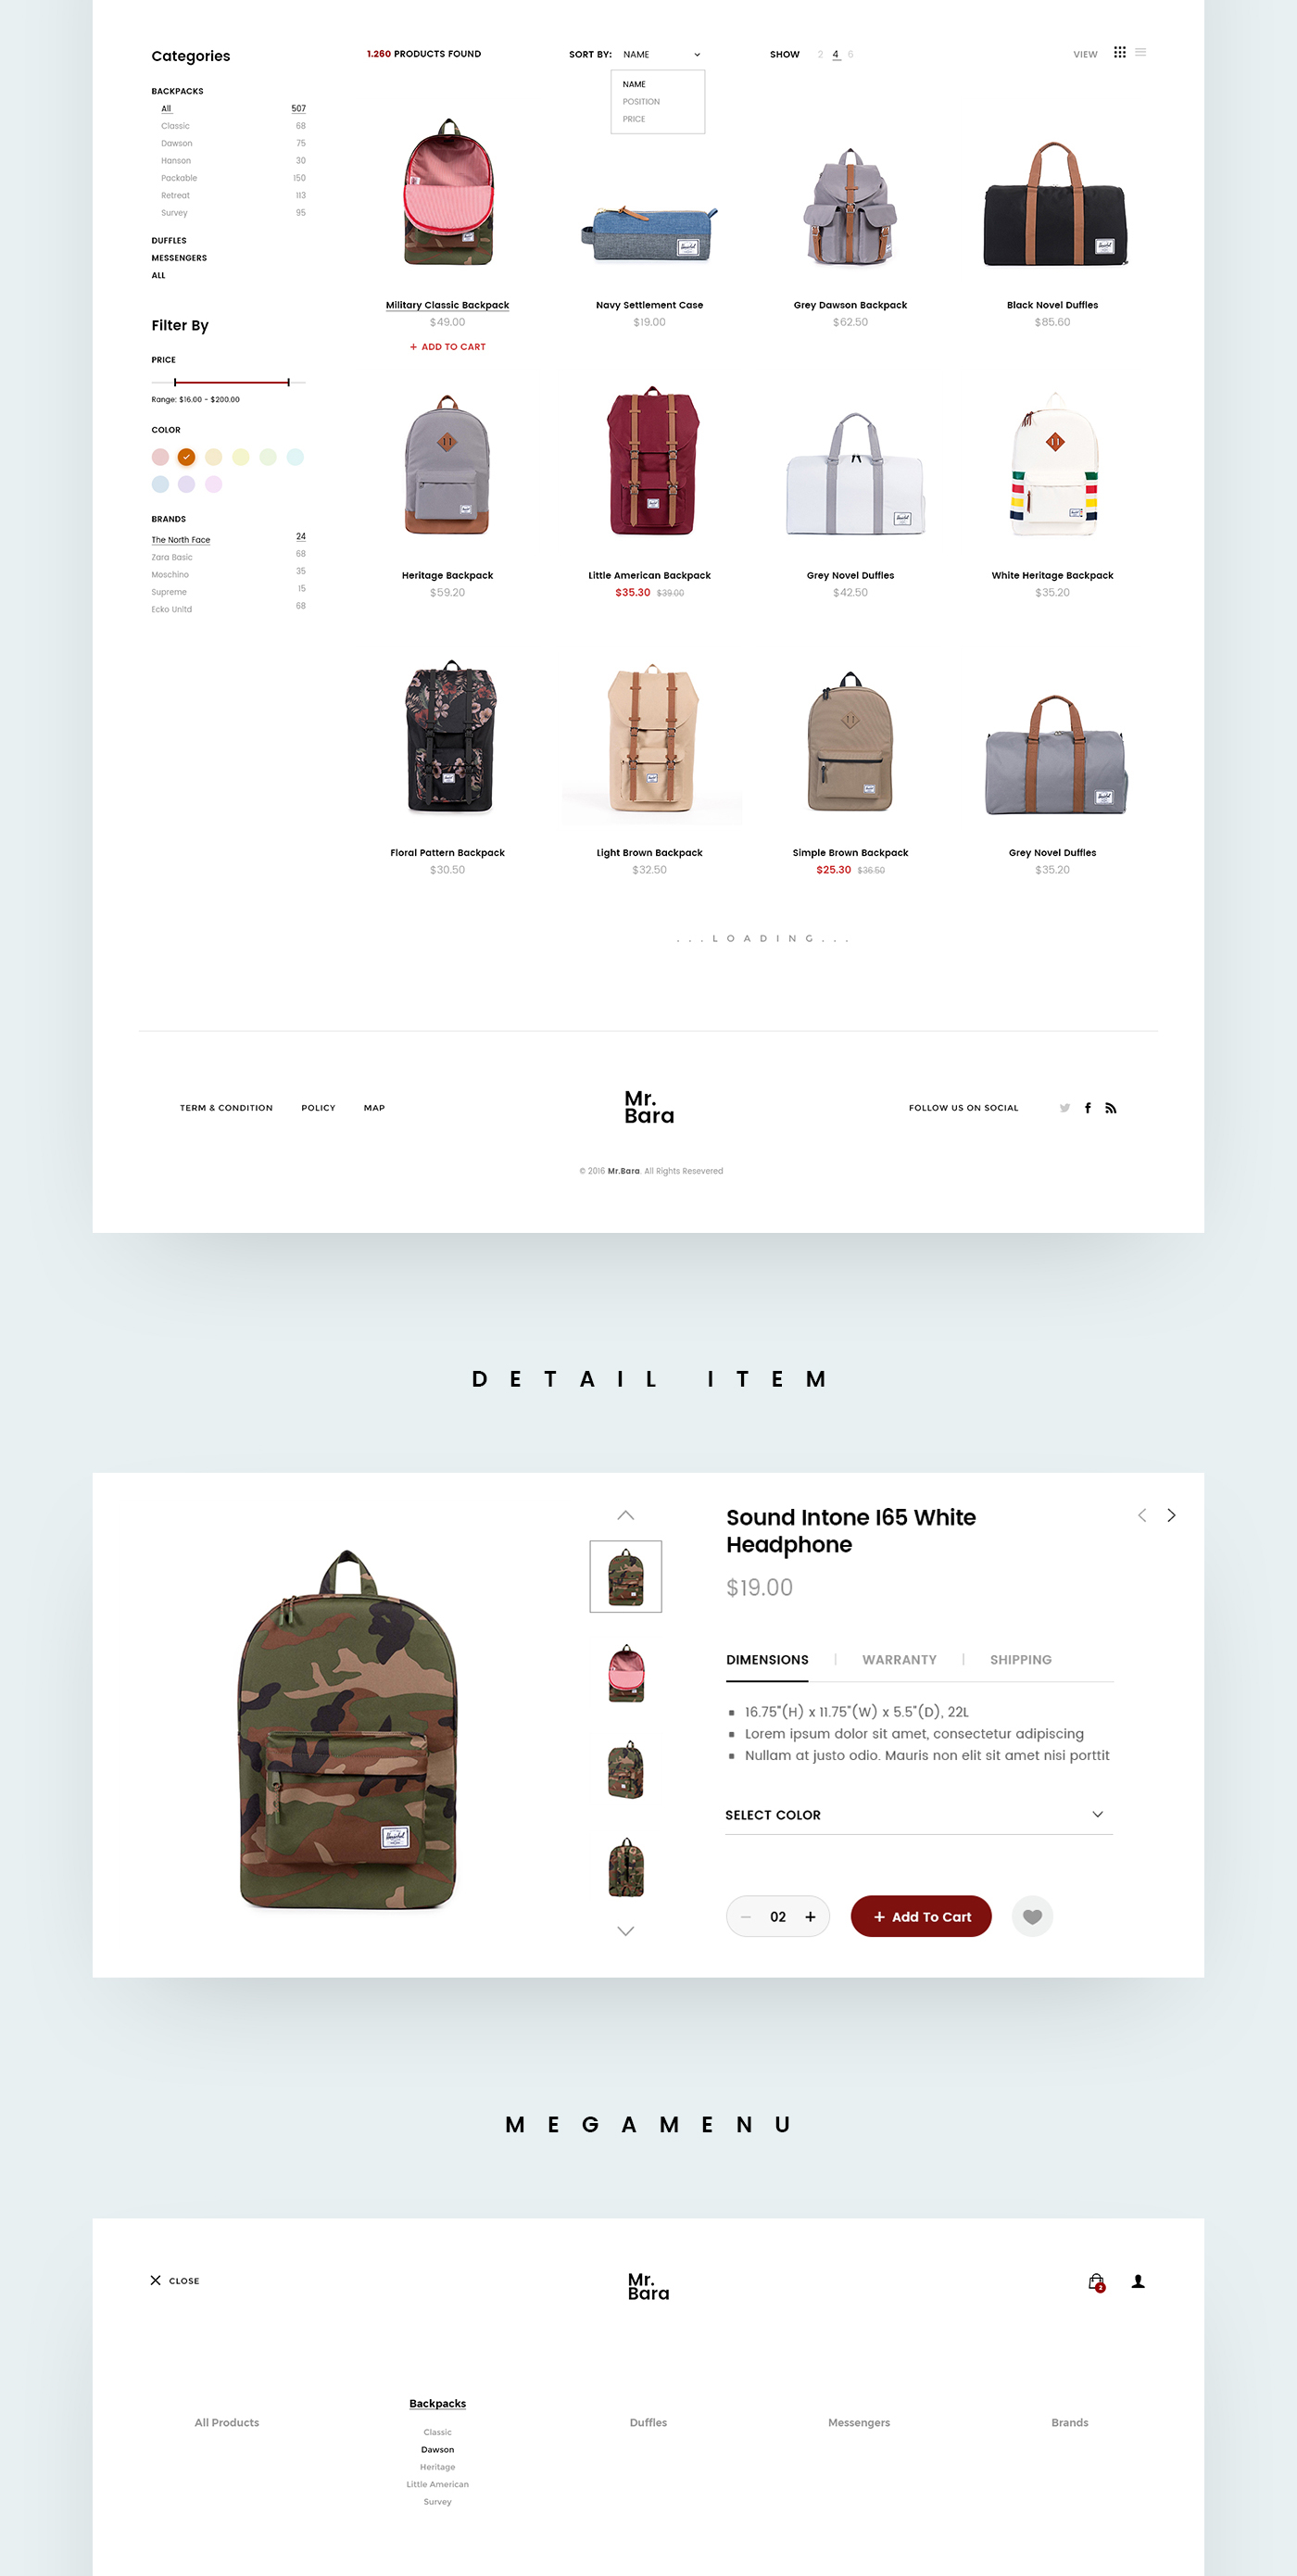 Categories
BACKPACKS
All 507
Classic 68
Dawson 75
Hanson 30
Packable 150
Retreat 113
Survey 95
DUFFLES
MESSENGERS
ALL
Filter By
PRICE
Range: $16.00 - $200.00
COLOR
BRANDS
The North Face 24
Zara Basic 68
Moschino 35
Supreme 15
Ecko Unltd 68
1.260 PRODUCTS FOUND
SORT BY: NAME
NAME
POSITION
PRICE
SHOW 2 4 6
VIEW
Military Classic Backpack
$49.00
+ ADD TO CART
Navy Settlement Case
$19.00
Grey Dawson Backpack
$62.50
Black Novel Duffles
$85.60
Heritage Backpack
$59.20
Little American Backpack
$35.30 $39.00
Grey Novel Duffles
$42.50
White Heritage Backpack
$35.20
Floral Pattern Backpack
$30.50
Light Brown Backpack
$32.50
Simple Brown Backpack
$25.30 $36.50
Grey Novel Duffles
$35.20
...LOADING...
TERM & CONDITION POLICY MAP
Mr.
Bara
FOLLOW US ON SOCIAL
© 2016 Mr.Bara. All Rights Resevered
DETAIL ITEM
Sound Intone I65 White
Headphone
$19.00
DIMENSIONS | WARRANTY | SHIPPING
16.75"(H) x 11.75"(W) x 5.5"(D), 22L
Lorem ipsum dolor sit amet, consectetur adipiscing
Nullam at justo odio. Mauris non elit sit amet nisi porttit
SELECT COLOR
− 02 +
+ Add To Cart
Herschel
MEGAMENU
CLOSE
Mr.
Bara
2
All Products
Backpacks
Classic
Dawson
Heritage
Little American
Survey
Duffles
Messengers
Brands